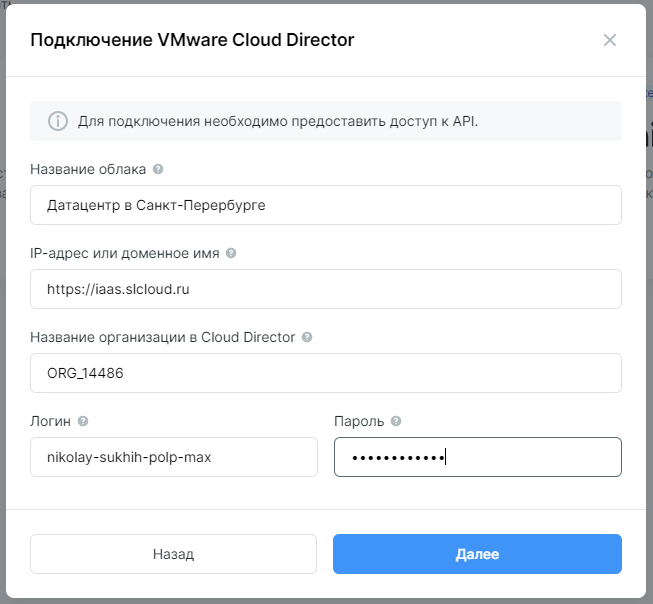 Подключение VMware Cloud Director
Для подключения необходимо предоставить доступ к API.
Название облака
Датацентр в Санкт-Перербурге
IP-адрес или доменное имя
https://iaas.slcloud.ru
Название организации в Cloud Director
ORG_14486
Логин
Пароль
nikolay-sukhih-polp-max
••••••••••••
Назад
Далее